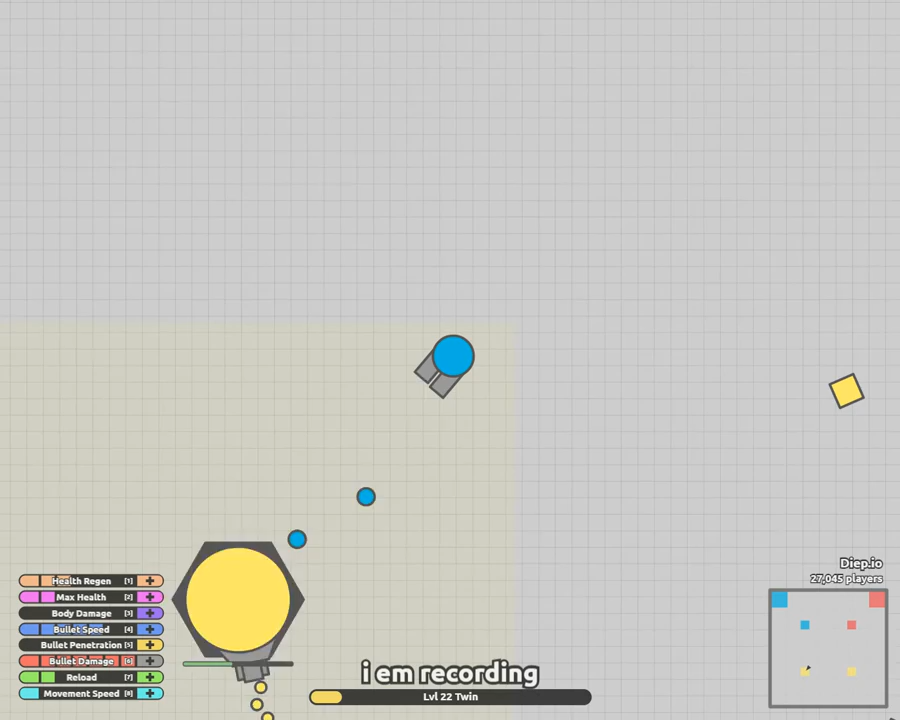 Health Regen [1]
Max Health [2]
Body Damage [3]
Bullet Speed [4]
Bullet Penetration [5]
Bullet Damage [6]
Reload [7]
Movement Speed [8]
i em recording
Lvl 22 Twin
Diep.io
27,045 players